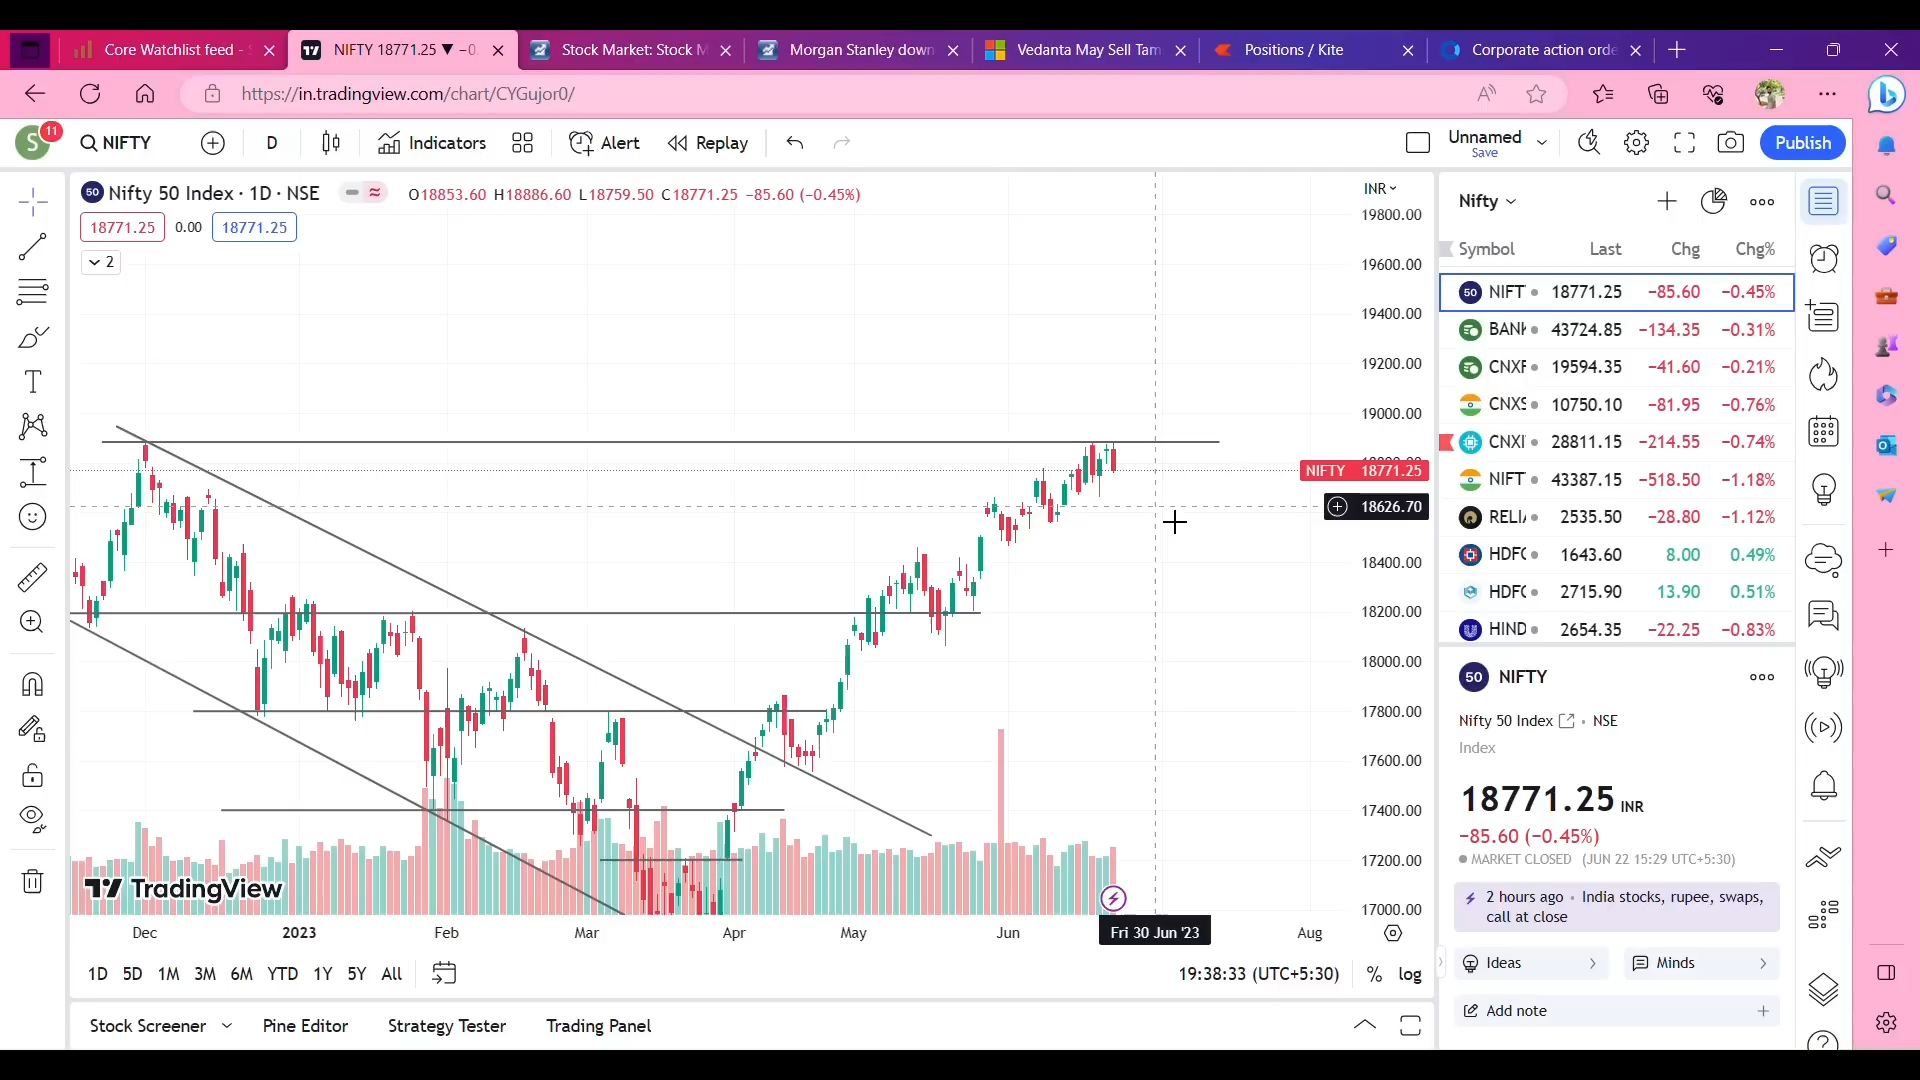 Core Watchlist feed -
NIFTY 18771.25 ▼ −0.
Stock Market: Stock M
Morgan Stanley down
Vedanta May Sell Tam
Positions / Kite
Corporate action orde
https://in.tradingview.com/chart/CYGujor0/
S 11
NIFTY
D
Indicators
Alert
Replay
Unnamed
Save
Publish
50 Nifty 50 Index · 1D · NSE
O18853.60 H18886.60 L18759.50 C18771.25 −85.60 (−0.45%)
18771.25 0.00 18771.25
2
INR
19800.00
19600.00
19400.00
19200.00
19000.00
NIFTY 18771.25
18626.70
18400.00
18200.00
18000.00
17800.00
17600.00
17400.00
17200.00
17000.00
TradingView
Dec 2023 Feb Mar Apr May Jun Fri 30 Jun '23 Aug
1D 5D 1M 3M 6M YTD 1Y 5Y All
19:38:33 (UTC+5:30) % log
Stock Screener Pine Editor Strategy Tester Trading Panel
Nifty
Symbol Last Chg Chg%
50 NIFT 18771.25 −85.60 −0.45%
BANK 43724.85 −134.35 −0.31%
CNXF 19594.35 −41.60 −0.21%
CNXS 10750.10 −81.95 −0.76%
CNXI 28811.15 −214.55 −0.74%
NIFT 43387.15 −518.50 −1.18%
RELI 2535.50 −28.80 −1.12%
HDFC 1643.60 8.00 0.49%
HDFC 2715.90 13.90 0.51%
HIND 2654.35 −22.25 −0.83%
50 NIFTY
Nifty 50 Index · NSE
Index
18771.25 INR
−85.60 (−0.45%)
MARKET CLOSED (JUN 22 15:29 UTC+5:30)
2 hours ago · India stocks, rupee, swaps,
call at close
Ideas
Minds
Add note